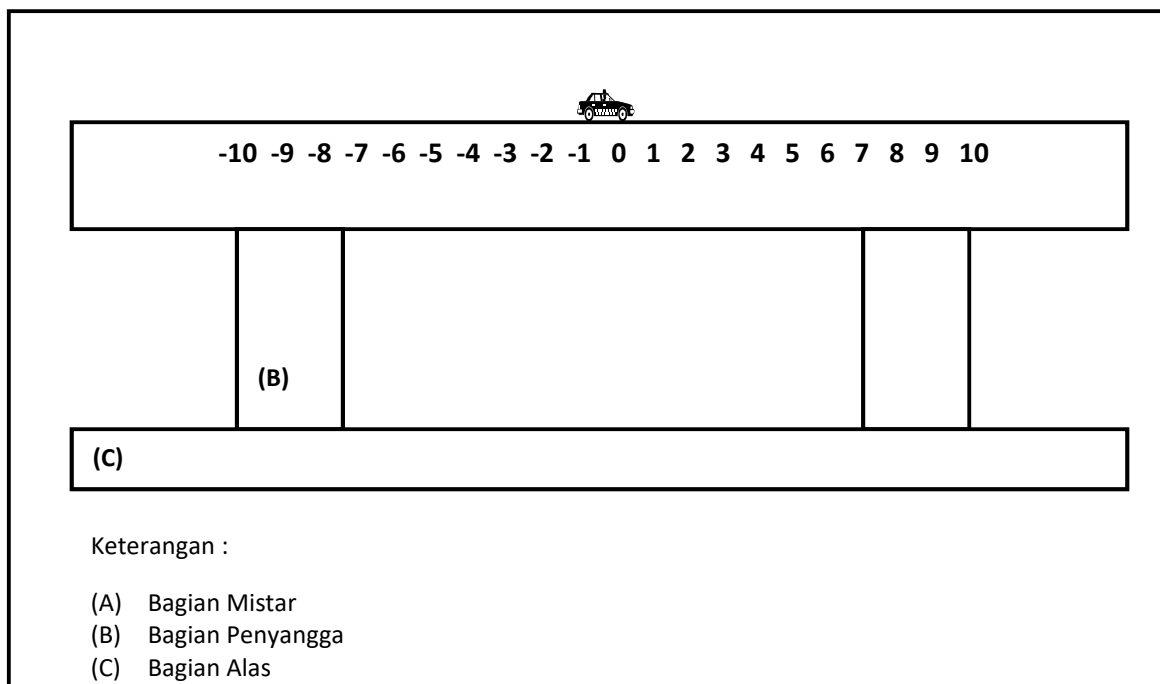 -10 -9 -8 -7 -6 -5 -4 -3 -2 -1 0 1 2 3 4 5 6 7 8 9 10
(B)
(C)
Keterangan :
(A) Bagian Mistar
(B) Bagian Penyangga
(C) Bagian Alas